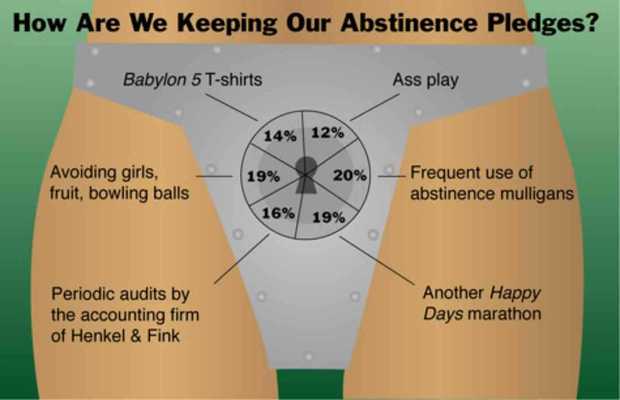 How Are We Keeping Our Abstinence Pledges?
Babylon 5 T-shirts
Ass play
14%
12%
Avoiding girls,
fruit, bowling balls
19%
20%
Frequent use of
abstinence mulligans
16%
19%
Periodic audits by
the accounting firm
of Henkel & Fink
Another Happy
Days marathon